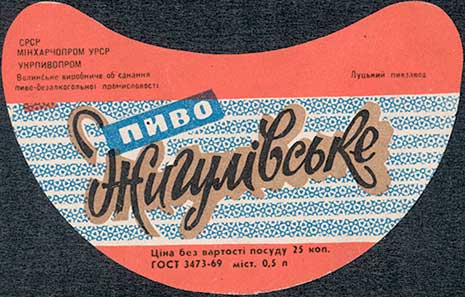 СРСР
МІНХАРЧОПРОМ УРСР
УКРПИВОПРОМ
Волинське виробниче об єднання
пиво-безалкогольної промисловості
Луцький пивзавод
ПИВО
Жигулівське
Ціна без вартості посуду 25 коп.
ГОСТ 3473-69 міст. 0,5 л